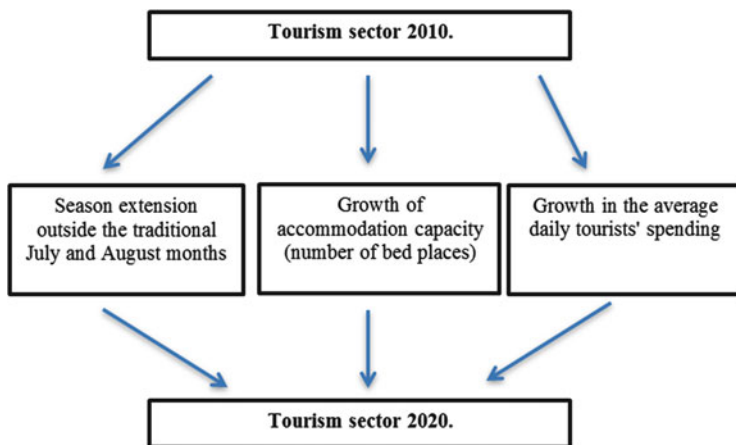 Tourism sector 2010.
Season extension
outside the traditional
July and August months
Growth of
accommodation capacity
(number of bed places)
Growth in the average
daily tourists' spending
Tourism sector 2020.